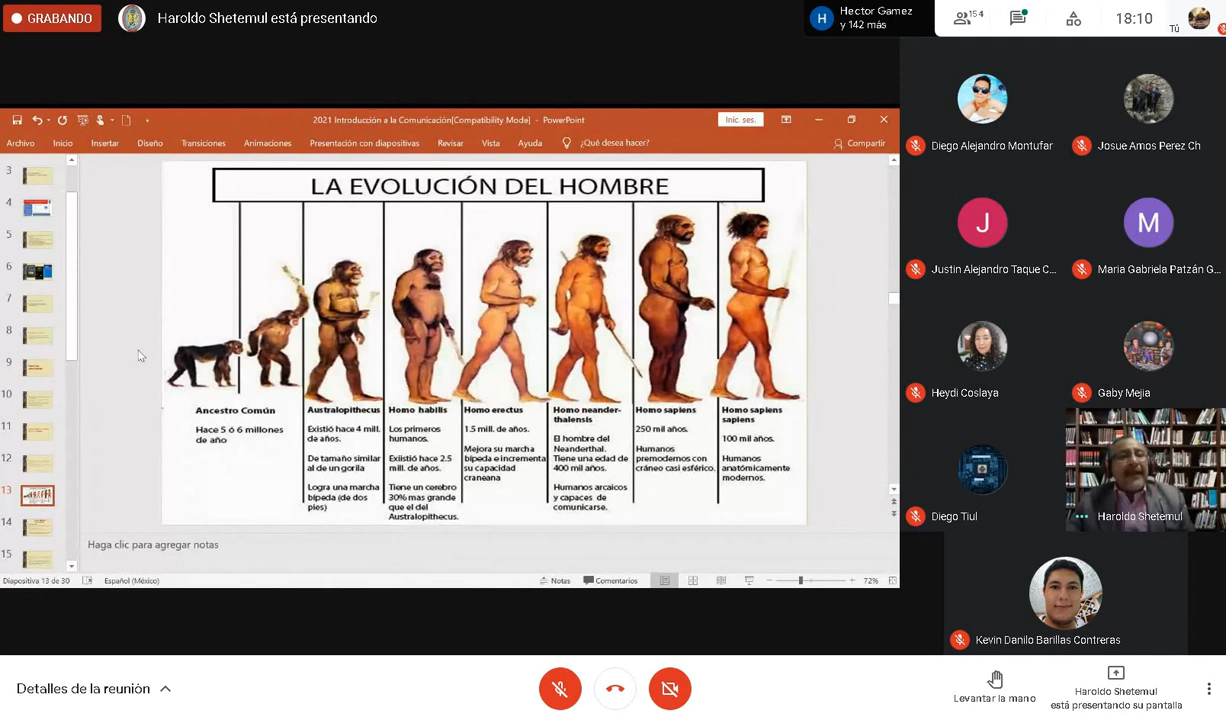 GRABANDO
Haroldo Shetemul está presentando
Hector Gamez
y 142 más
154
18:10
Tú
2021 Introducción a la Comunicación[Compatibility Mode] - PowerPoint
Inic. ses.
Archivo Inicio Insertar Diseño Transiciones Animaciones Presentación con diapositivas Revisar Vista Ayuda ¿Qué desea hacer? Compartir
3
4
5
6
7
8
9
10
11
12
13
14
15
LA EVOLUCIÓN DEL HOMBRE
Ancestro Común
Hace 5 ó 6 millones
de año
Australopithecus
Existió hace 4 mill.
de años.
De tamaño similar
al de un gorila
Logra una marcha
bípeda (de dos
pies)
Homo habilis
Los primeros
humanos.
Exiistió hace 2.5
mill. de años.
Tiene un cerebro
30% mas grande
que el del
Australopithecus.
Homo erectus
1.5 mill. de años.
Mejora su marcha
bípeda e incrementa
su capacidad
craneana
Homo neander-
thalensis
El hombre del
Neanderthal.
Tiene una edad de
400 mil años.
Humanos arcaicos
y capaces de
comunicarse.
Homo sapiens
250 mil años.
Humanos
premodernos con
cráneo casi esférico.
Homo sapiens
sapiens
100 mil años.
Humanos
anatómicamente
modernos.
Haga clic para agregar notas
Diapositiva 13 de 30 Español (México) Notas Comentarios 72%
Diego Alejandro Montufar
Josue Amos Perez Ch
J
M
Justin Alejandro Taque C...
Maria Gabriela Patzán G...
Heydi Coslaya
Gaby Mejia
Diego Tiul
Haroldo Shetemul
Kevin Danilo Barillas Contreras
Detalles de la reunión
Levantar la mano
Haroldo Shetemul
está presentando su pantalla